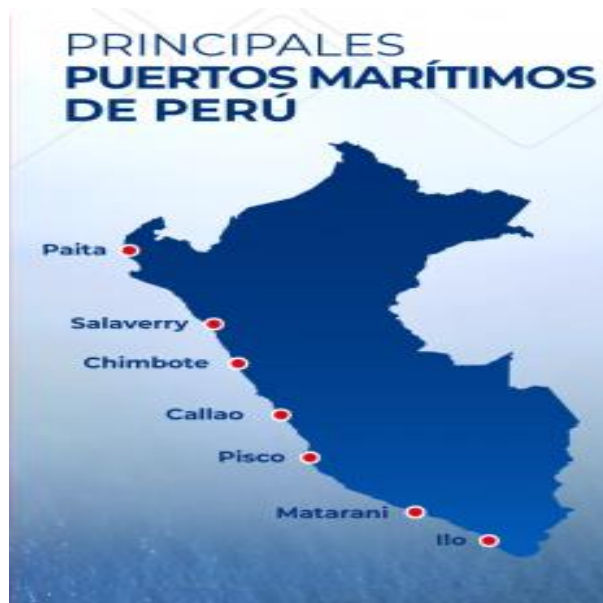 PRINCIPALES
PUERTOS MARÍTIMOS
DE PERÚ
Paita
Salaverry
Chimbote
Callao
Pisco
Matarani
Ilo